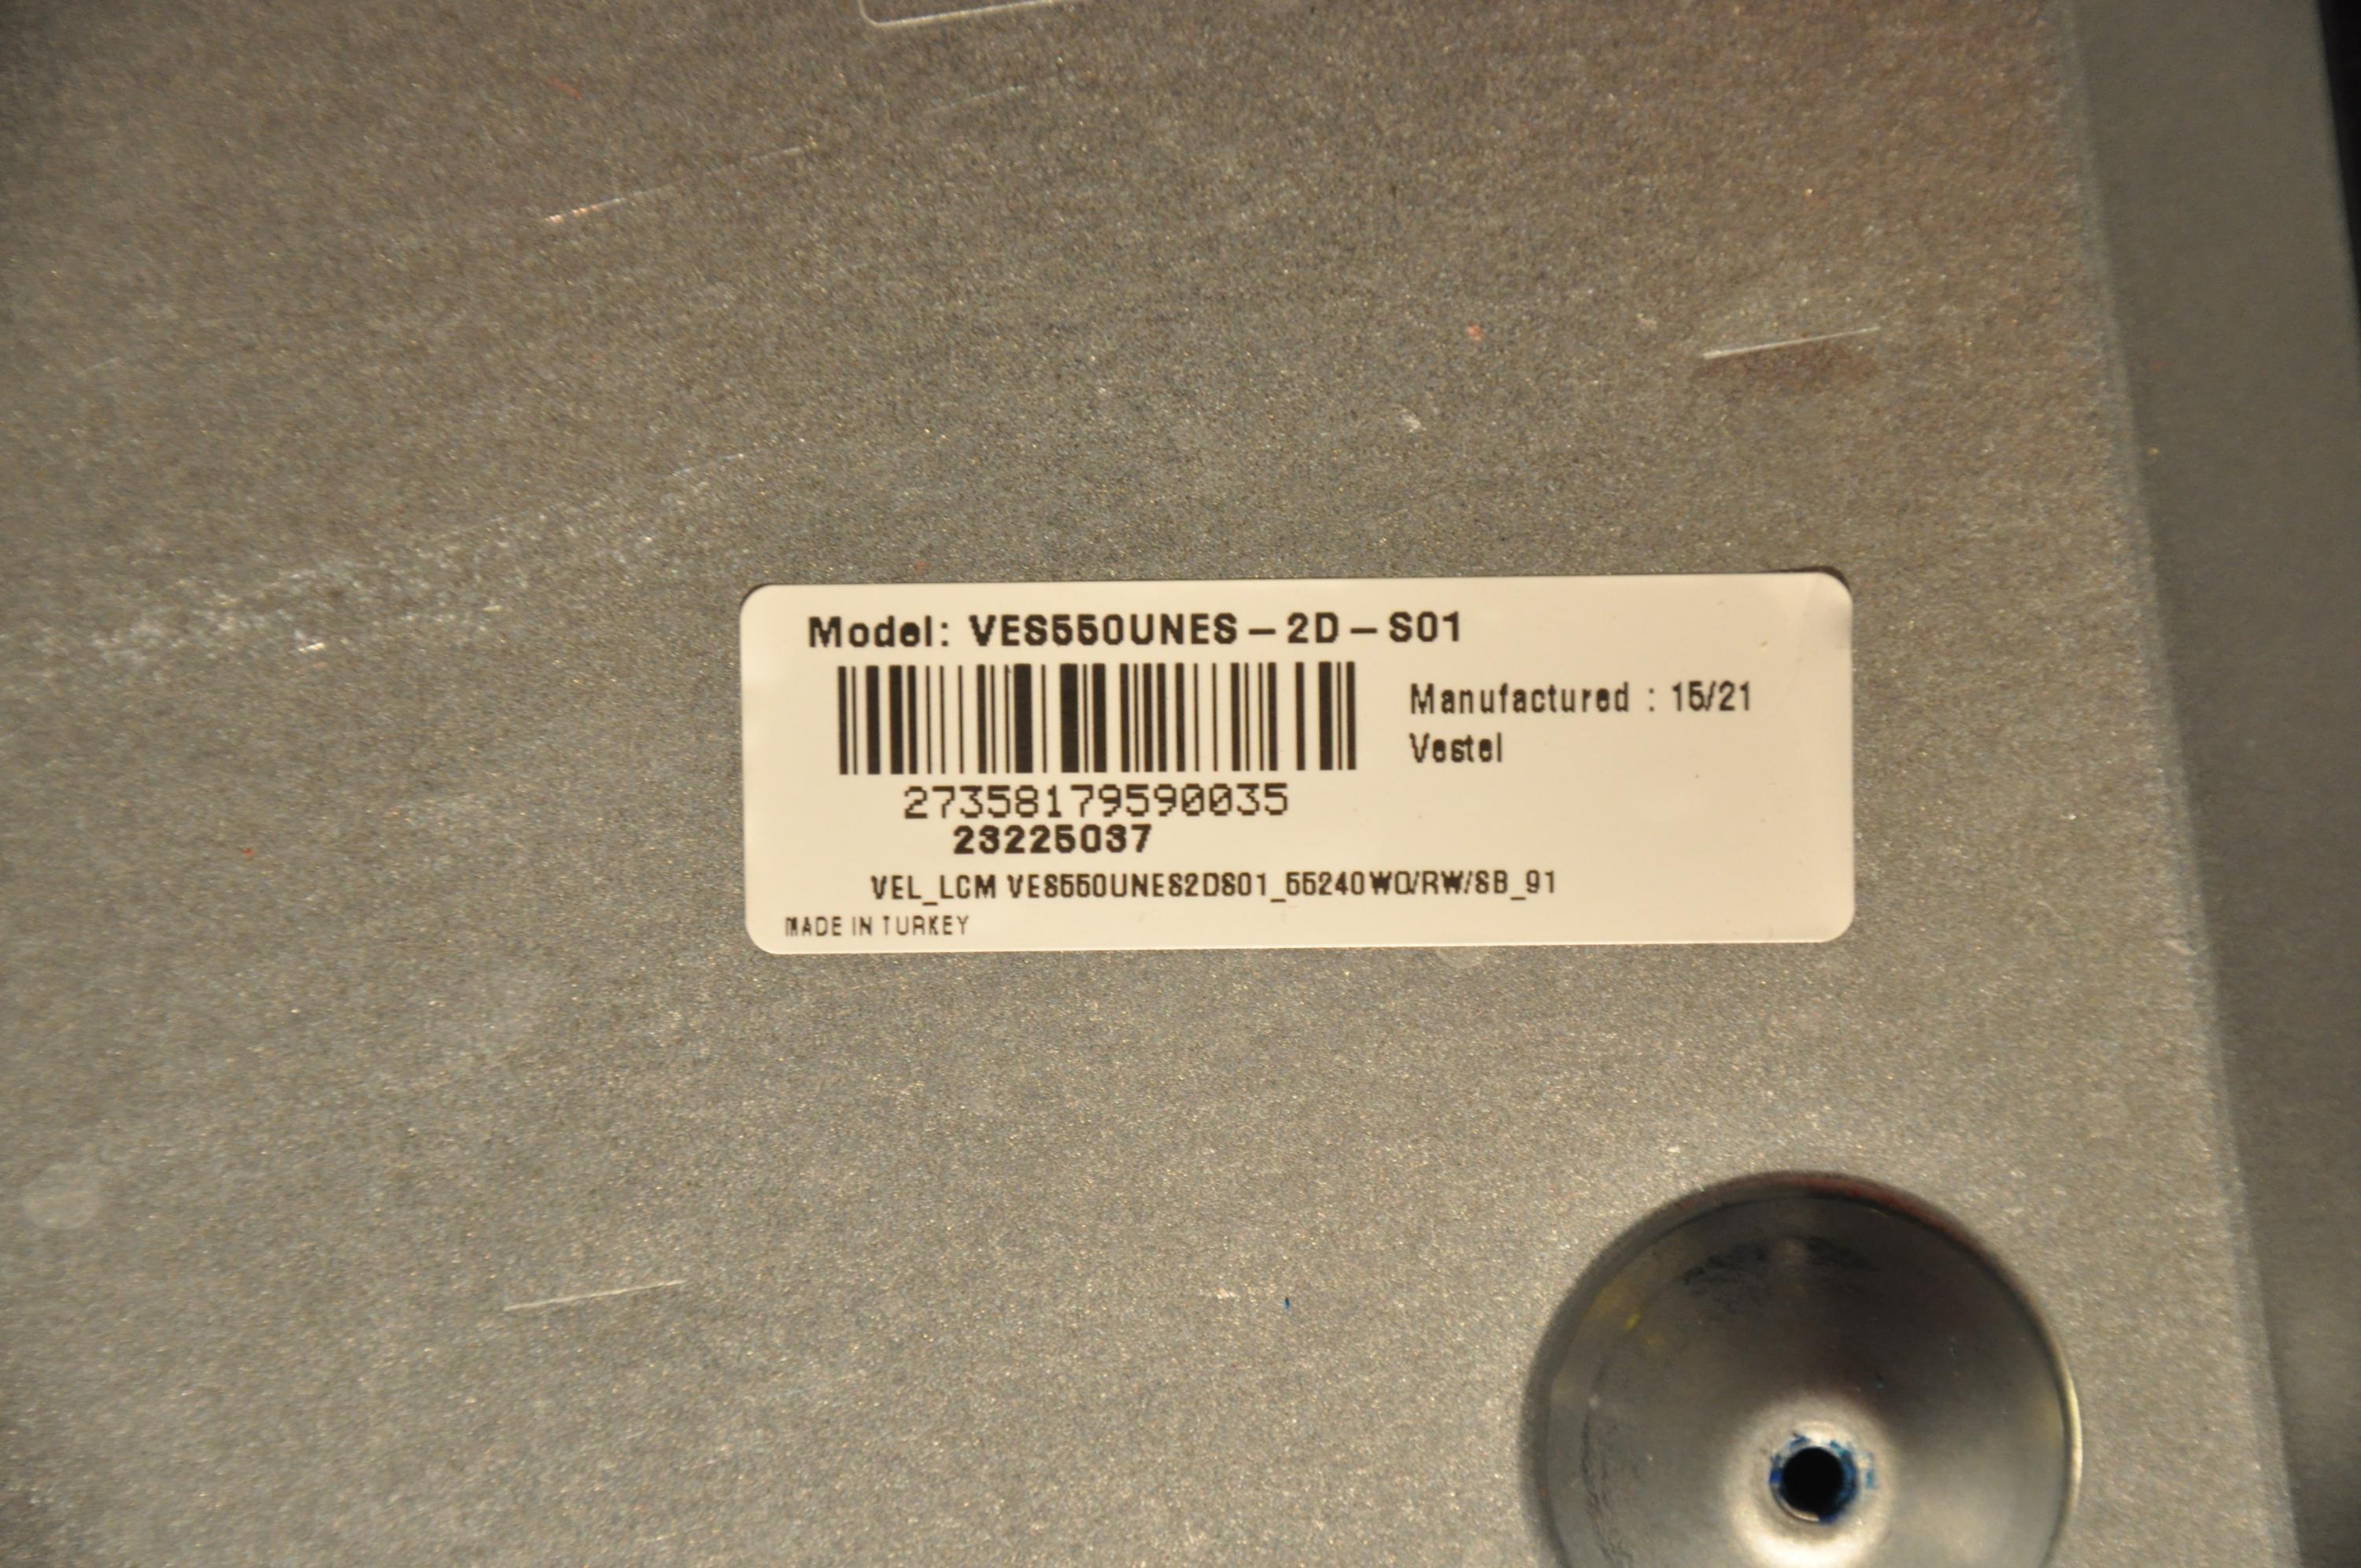 Model: VES550UNES-2D-S01
Manufactured : 15/21
Vestel
27358179590035
23225037
VEL_LCM VES550UNES2DS01_55240WQ/RW/SB_91
MADE IN TURKEY